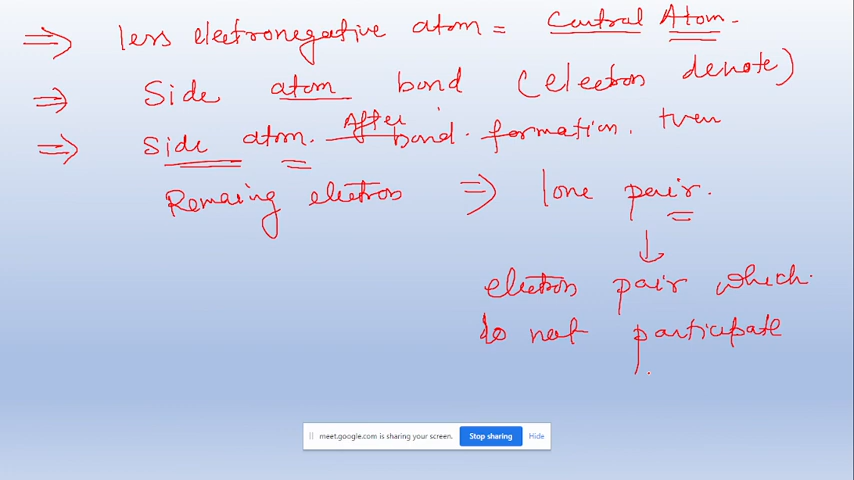 ⇒ less electronegative atom = Central Atom.
⇒ Side atom bond (electron denote)
⇒ Side atom. After bond. formation. then
Remaing electron ⇒ lone pair.
↓
electron pair which
do not participate
meet.google.com is sharing your screen. Stop sharing Hide